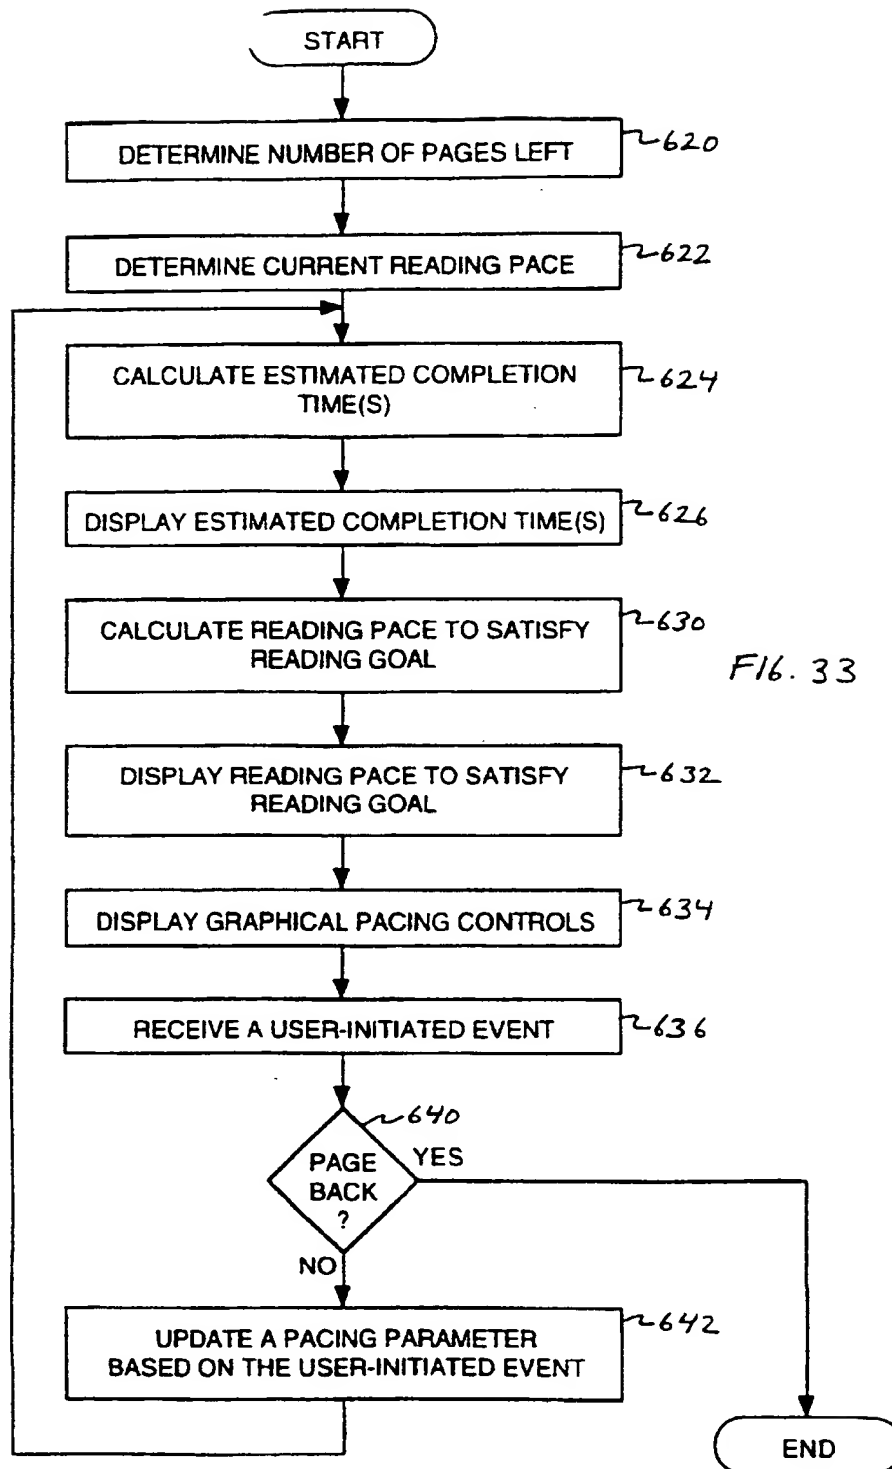 START
DETERMINE NUMBER OF PAGES LEFT
620
DETERMINE CURRENT READING PACE
622
CALCULATE ESTIMATED COMPLETION
TIME(S)
624
DISPLAY ESTIMATED COMPLETION TIME(S)
626
CALCULATE READING PACE TO SATISFY
READING GOAL
630
FIG. 33
DISPLAY READING PACE TO SATISFY
READING GOAL
632
DISPLAY GRAPHICAL PACING CONTROLS
634
RECEIVE A USER-INITIATED EVENT
636
640
PAGE
BACK
?
YES
NO
UPDATE A PACING PARAMETER
BASED ON THE USER-INITIATED EVENT
642
END